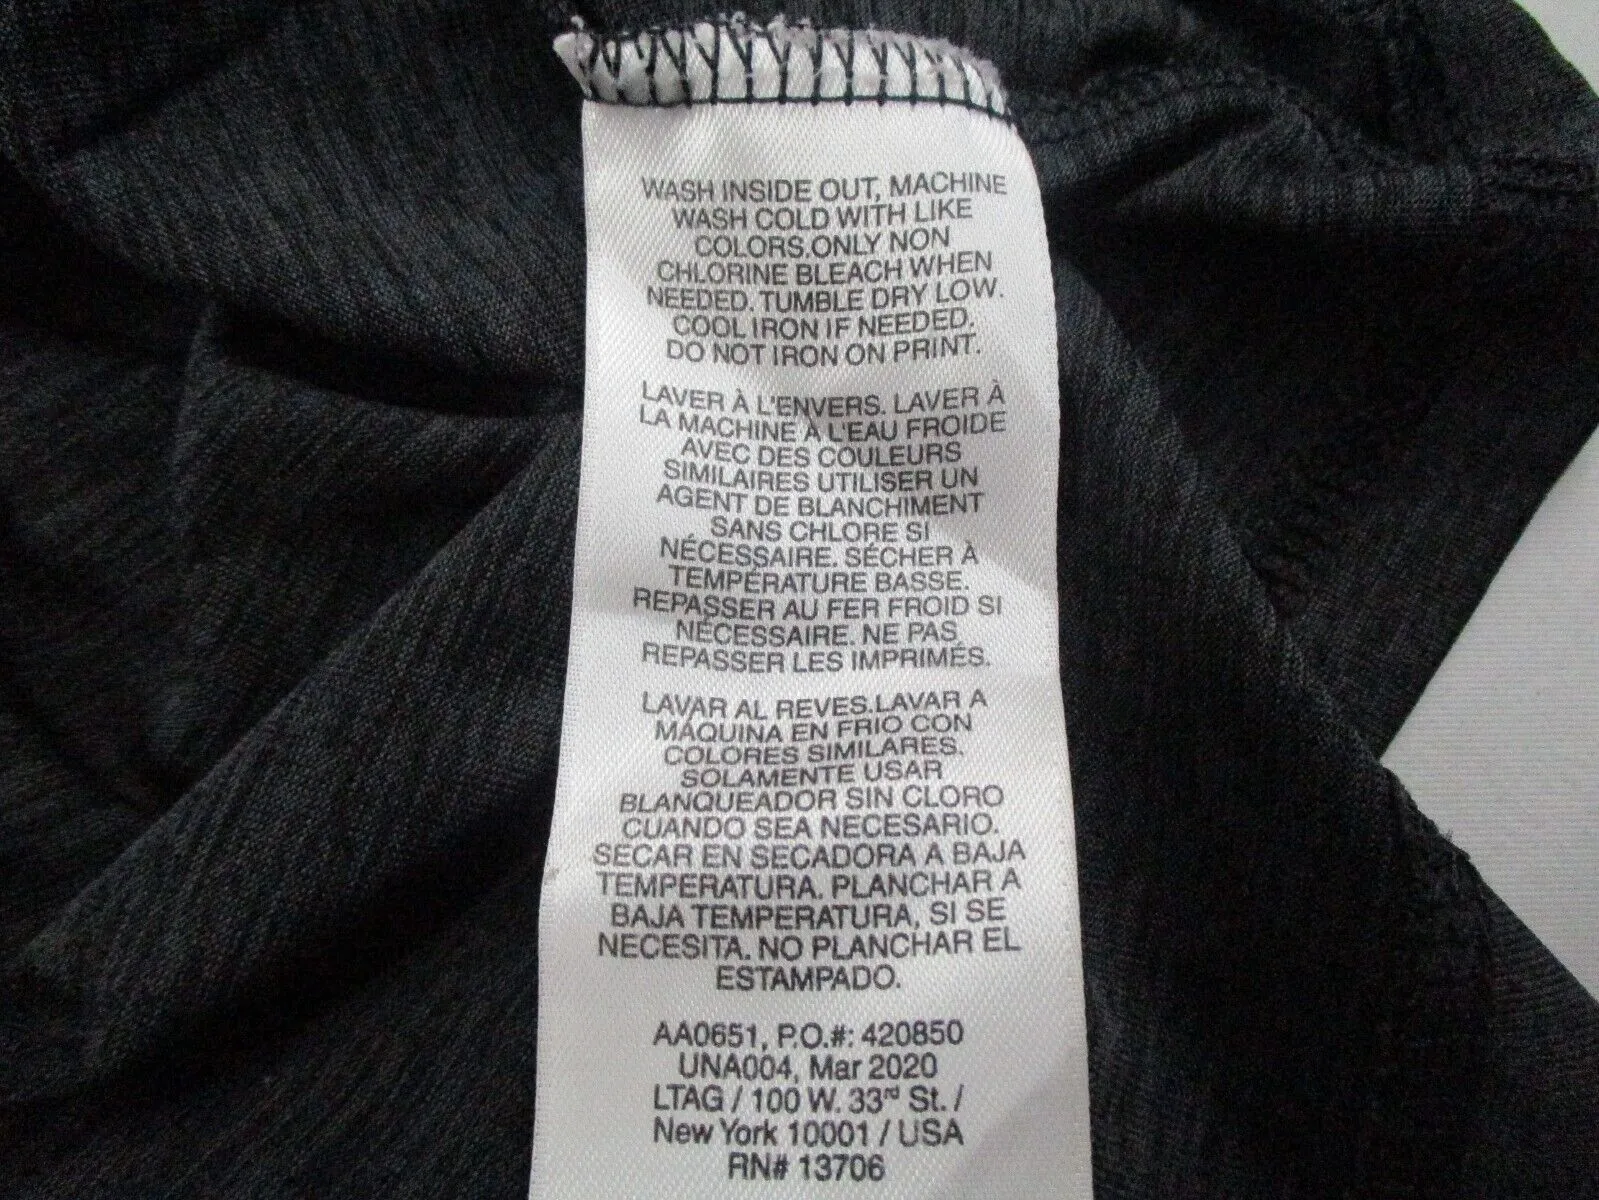 WASH INSIDE OUT, MACHINE
WASH COLD WITH LIKE
COLORS.ONLY NON
CHLORINE BLEACH WHEN
NEEDED. TUMBLE DRY LOW.
COOL IRON IF NEEDED.
DO NOT IRON ON PRINT.
LAVER À L'ENVERS. LAVER À
LA MACHINE À L'EAU FROIDE
AVEC DES COULEURS
SIMILAIRES UTILISER UN
AGENT DE BLANCHIMENT
SANS CHLORE SI
NÉCESSAIRE. SÉCHER À
TEMPÉRATURE BASSE.
REPASSER AU FER FROID SI
NÉCESSAIRE. NE PAS
REPASSER LES IMPRIMÉS.
LAVAR AL REVES.LAVAR A
MAQUINA EN FRIO CON
COLORES SIMILARES.
SOLAMENTE USAR
BLANQUEADOR SIN CLORO
CUANDO SEA NECESARIO.
SECAR EN SECADORA A BAJA
TEMPERATURA. PLANCHAR A
BAJA TEMPERATURA, SI SE
NECESITA. NO PLANCHAR EL
ESTAMPADO.
AA0651, P.O.#: 420850
UNA004, Mar 2020
LTAG / 100 W. 33rd St. /
New York 10001 / USA
RN# 13706